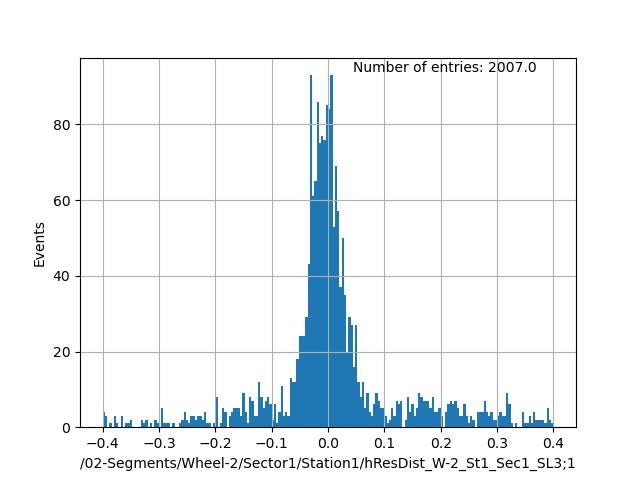 Number of entries: 2007.0
80
60
40
20
0
Events
−0.4 −0.3 −0.2 −0.1 0.0 0.1 0.2 0.3 0.4
/02-Segments/Wheel-2/Sector1/Station1/hResDist_W-2_St1_Sec1_SL3;1